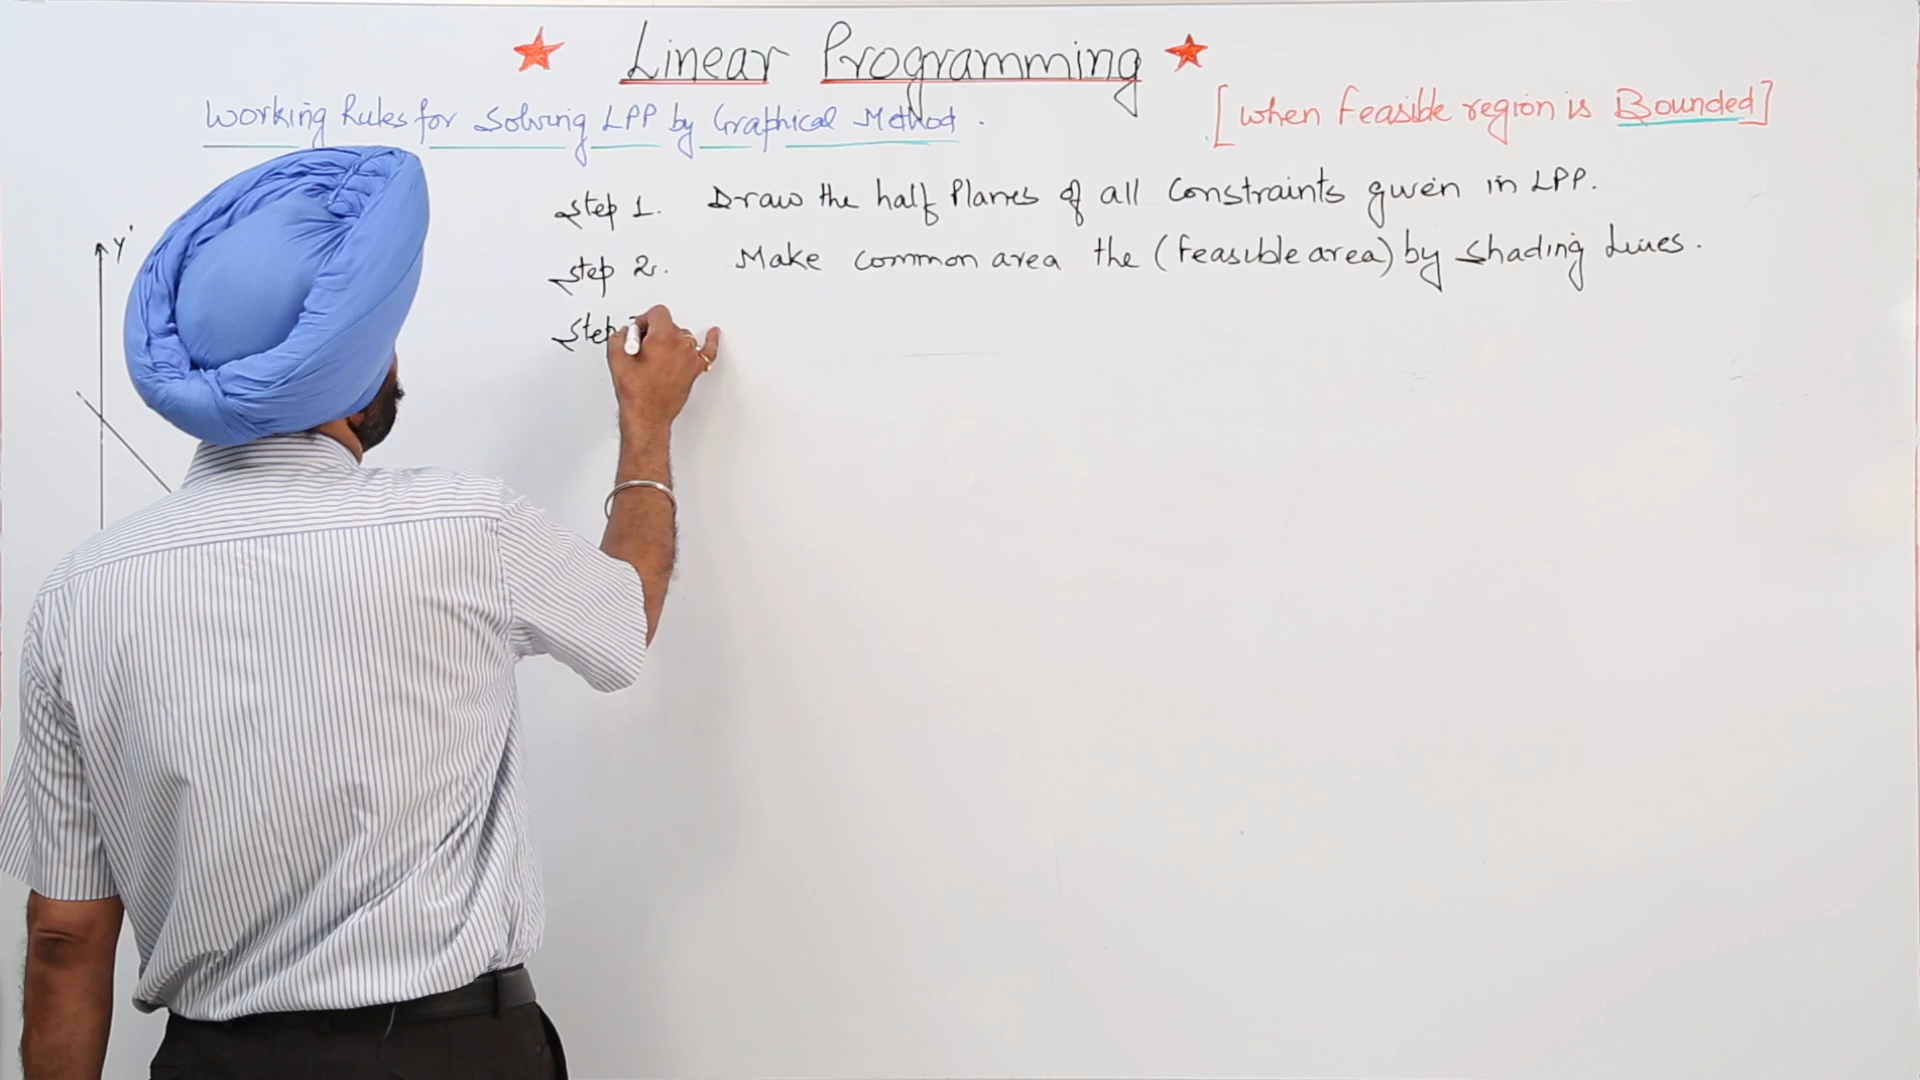 Linear Programming
Working Rules for Solving LPP by Graphical Method .
[when Feasible region is Bounded]
Step 1. Draw the half Planes of all Constraints given in LPP.
Step 2. Make common area the (Feasible area) by Shading Lines.
Step
Y'